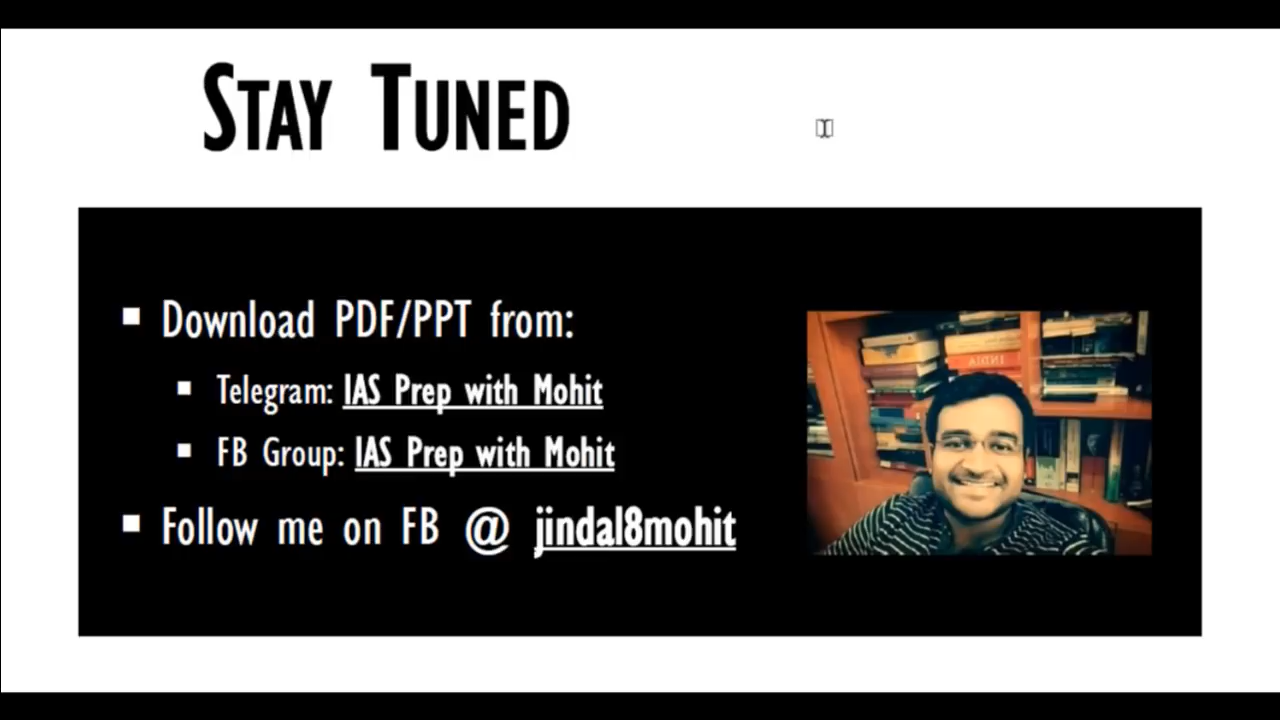 STAY TUNED
Download PDF/PPT from:
Telegram: IAS Prep with Mohit
FB Group: IAS Prep with Mohit
Follow me on FB @ jindal8mohit
INDIA